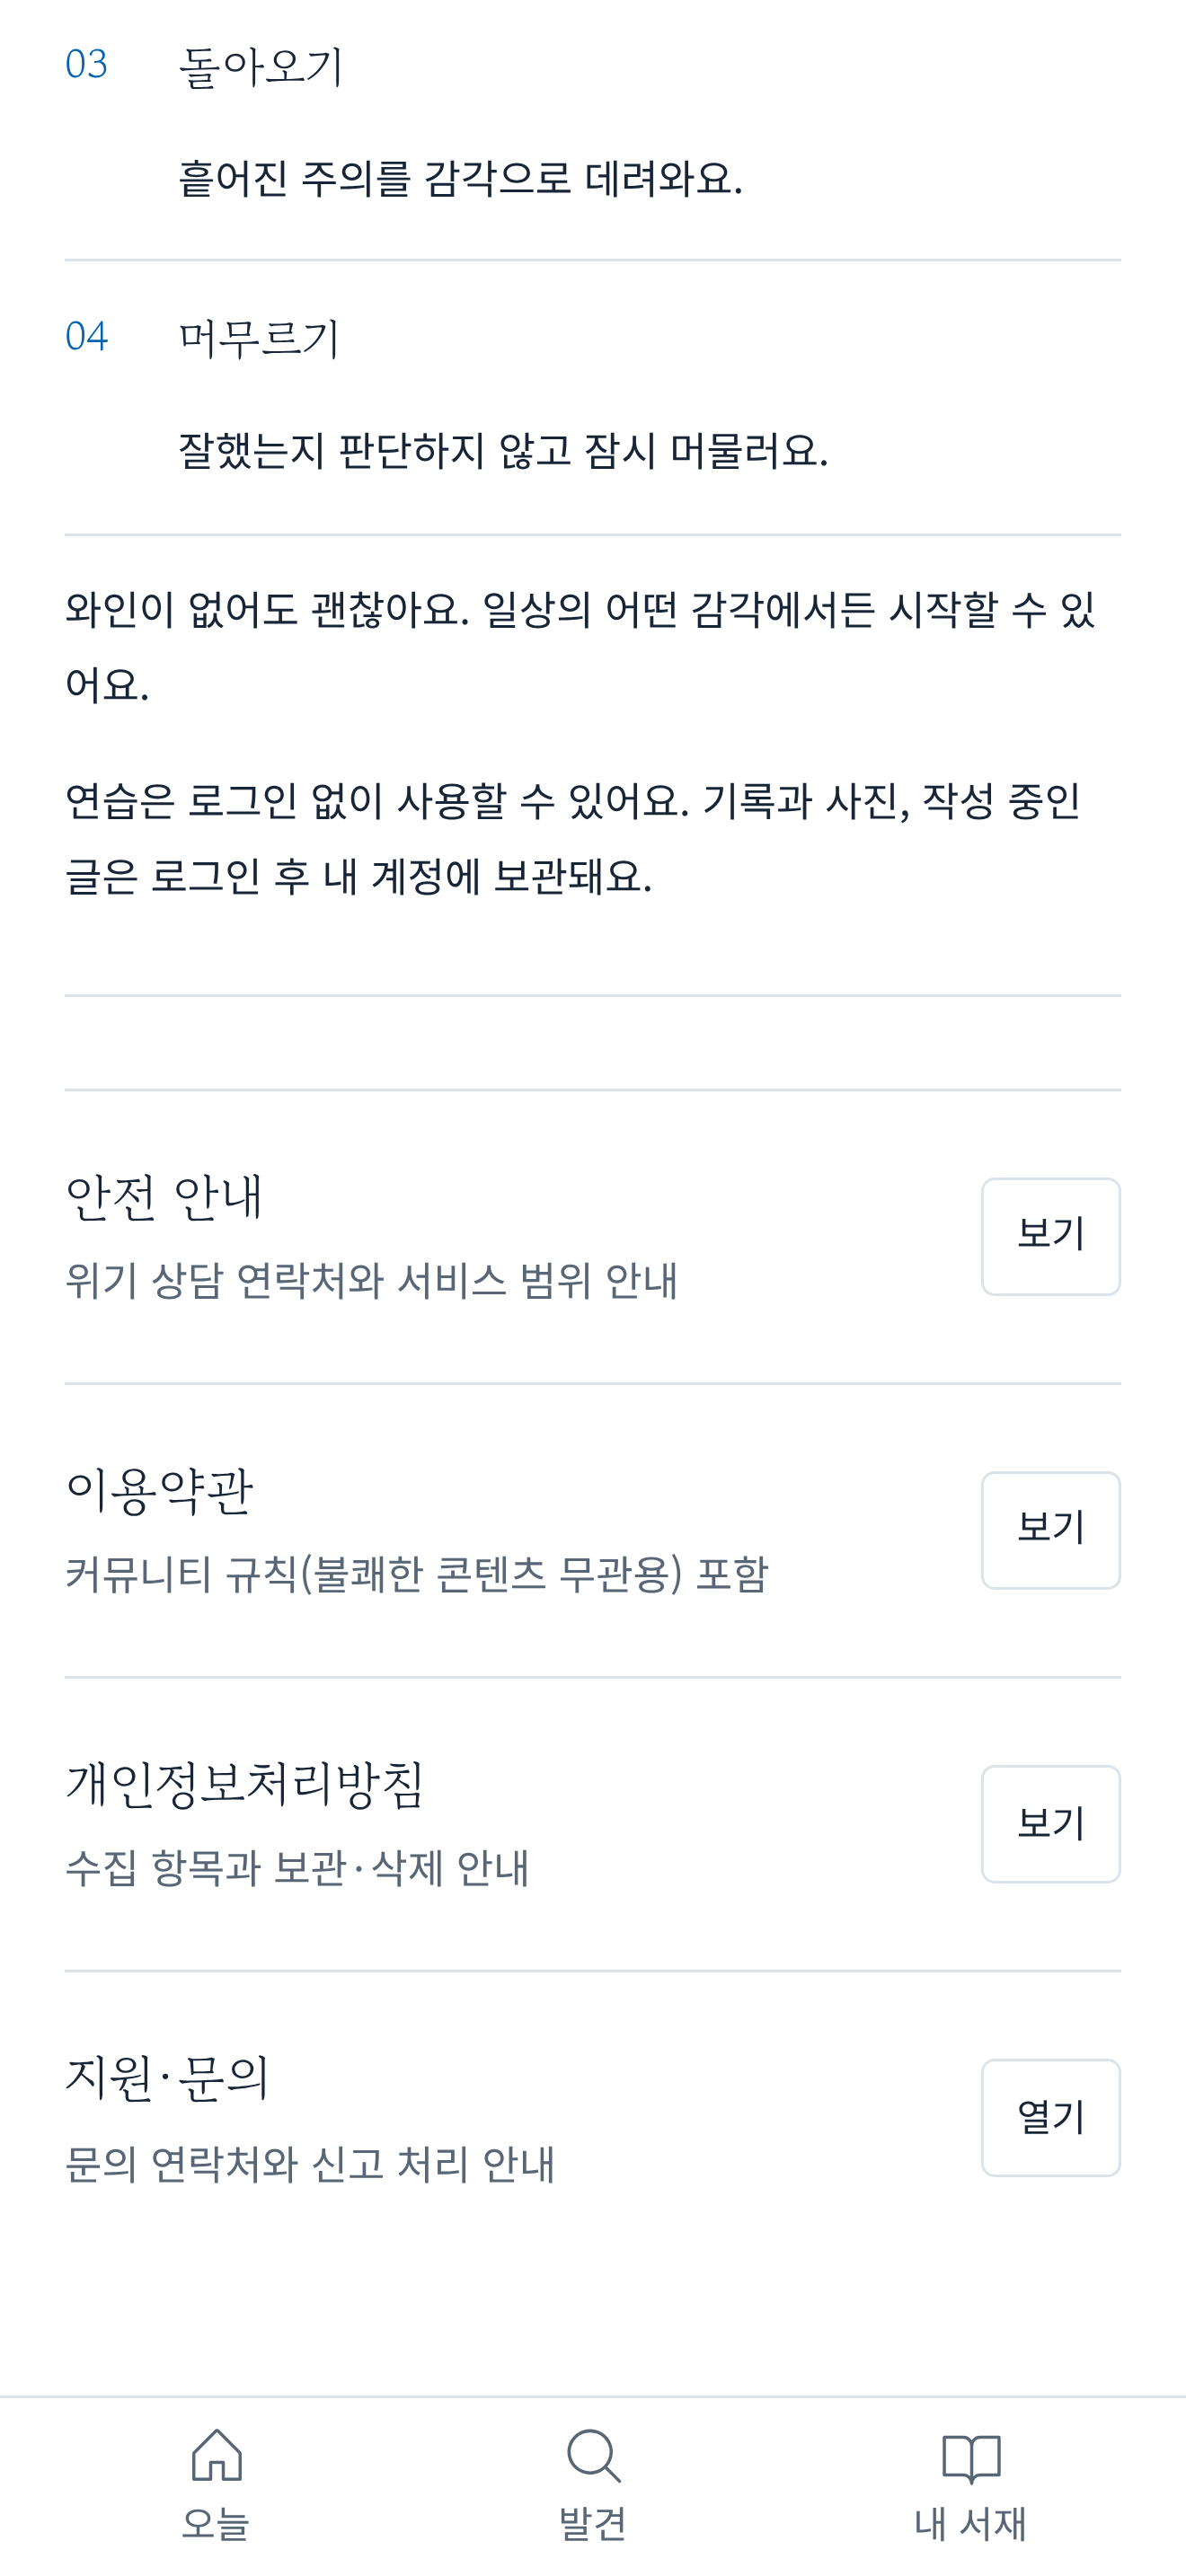 03 돌아오기
흩어진 주의를 감각으로 데려와요.
04 머무르기
잘했는지 판단하지 않고 잠시 머물러요.
와인이 없어도 괜찮아요. 일상의 어떤 감각에서든 시작할 수 있
어요.
연습은 로그인 없이 사용할 수 있어요. 기록과 사진, 작성 중인
글은 로그인 후 내 계정에 보관돼요.
안전 안내
위기 상담 연락처와 서비스 범위 안내
보기
이용약관
커뮤니티 규칙(불쾌한 콘텐츠 무관용) 포함
보기
개인정보처리방침
수집 항목과 보관·삭제 안내
보기
지원·문의
문의 연락처와 신고 처리 안내
열기
오늘 발견 내 서재